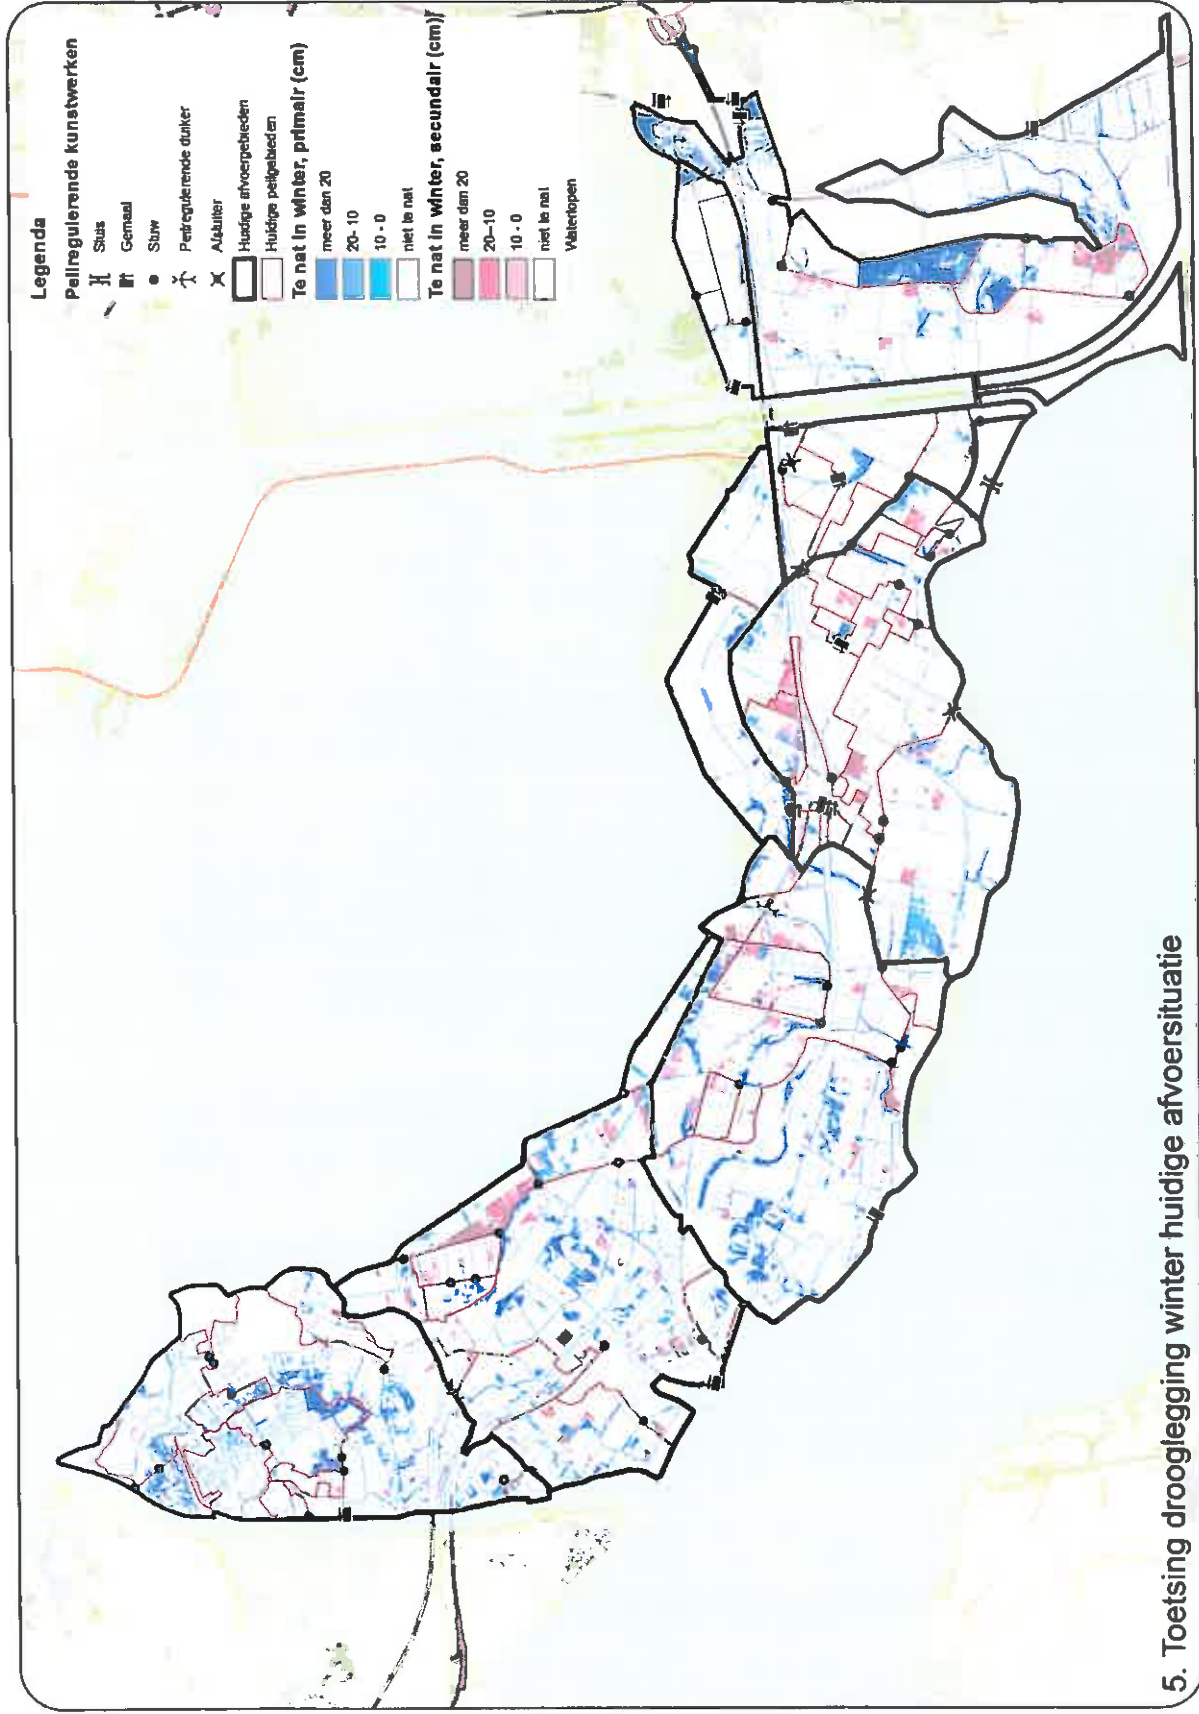 Legenda
Peilregulerende kunstwerken
Sluis
Gemaal
Stuw
Peilregulerende duiker
Afsluiter
Huidige afvoergebieden
Huidige peilgebieden
Te nat in winter, primair (cm)
meer dan 20
20- 10
10 - 0
niet te nat
Te nat in winter, secundair (cm)
meer dan 20
20-10
10 - 0
niet te nat
Waterlopen
5. Toetsing drooglegging winter huidige afvoersituatie